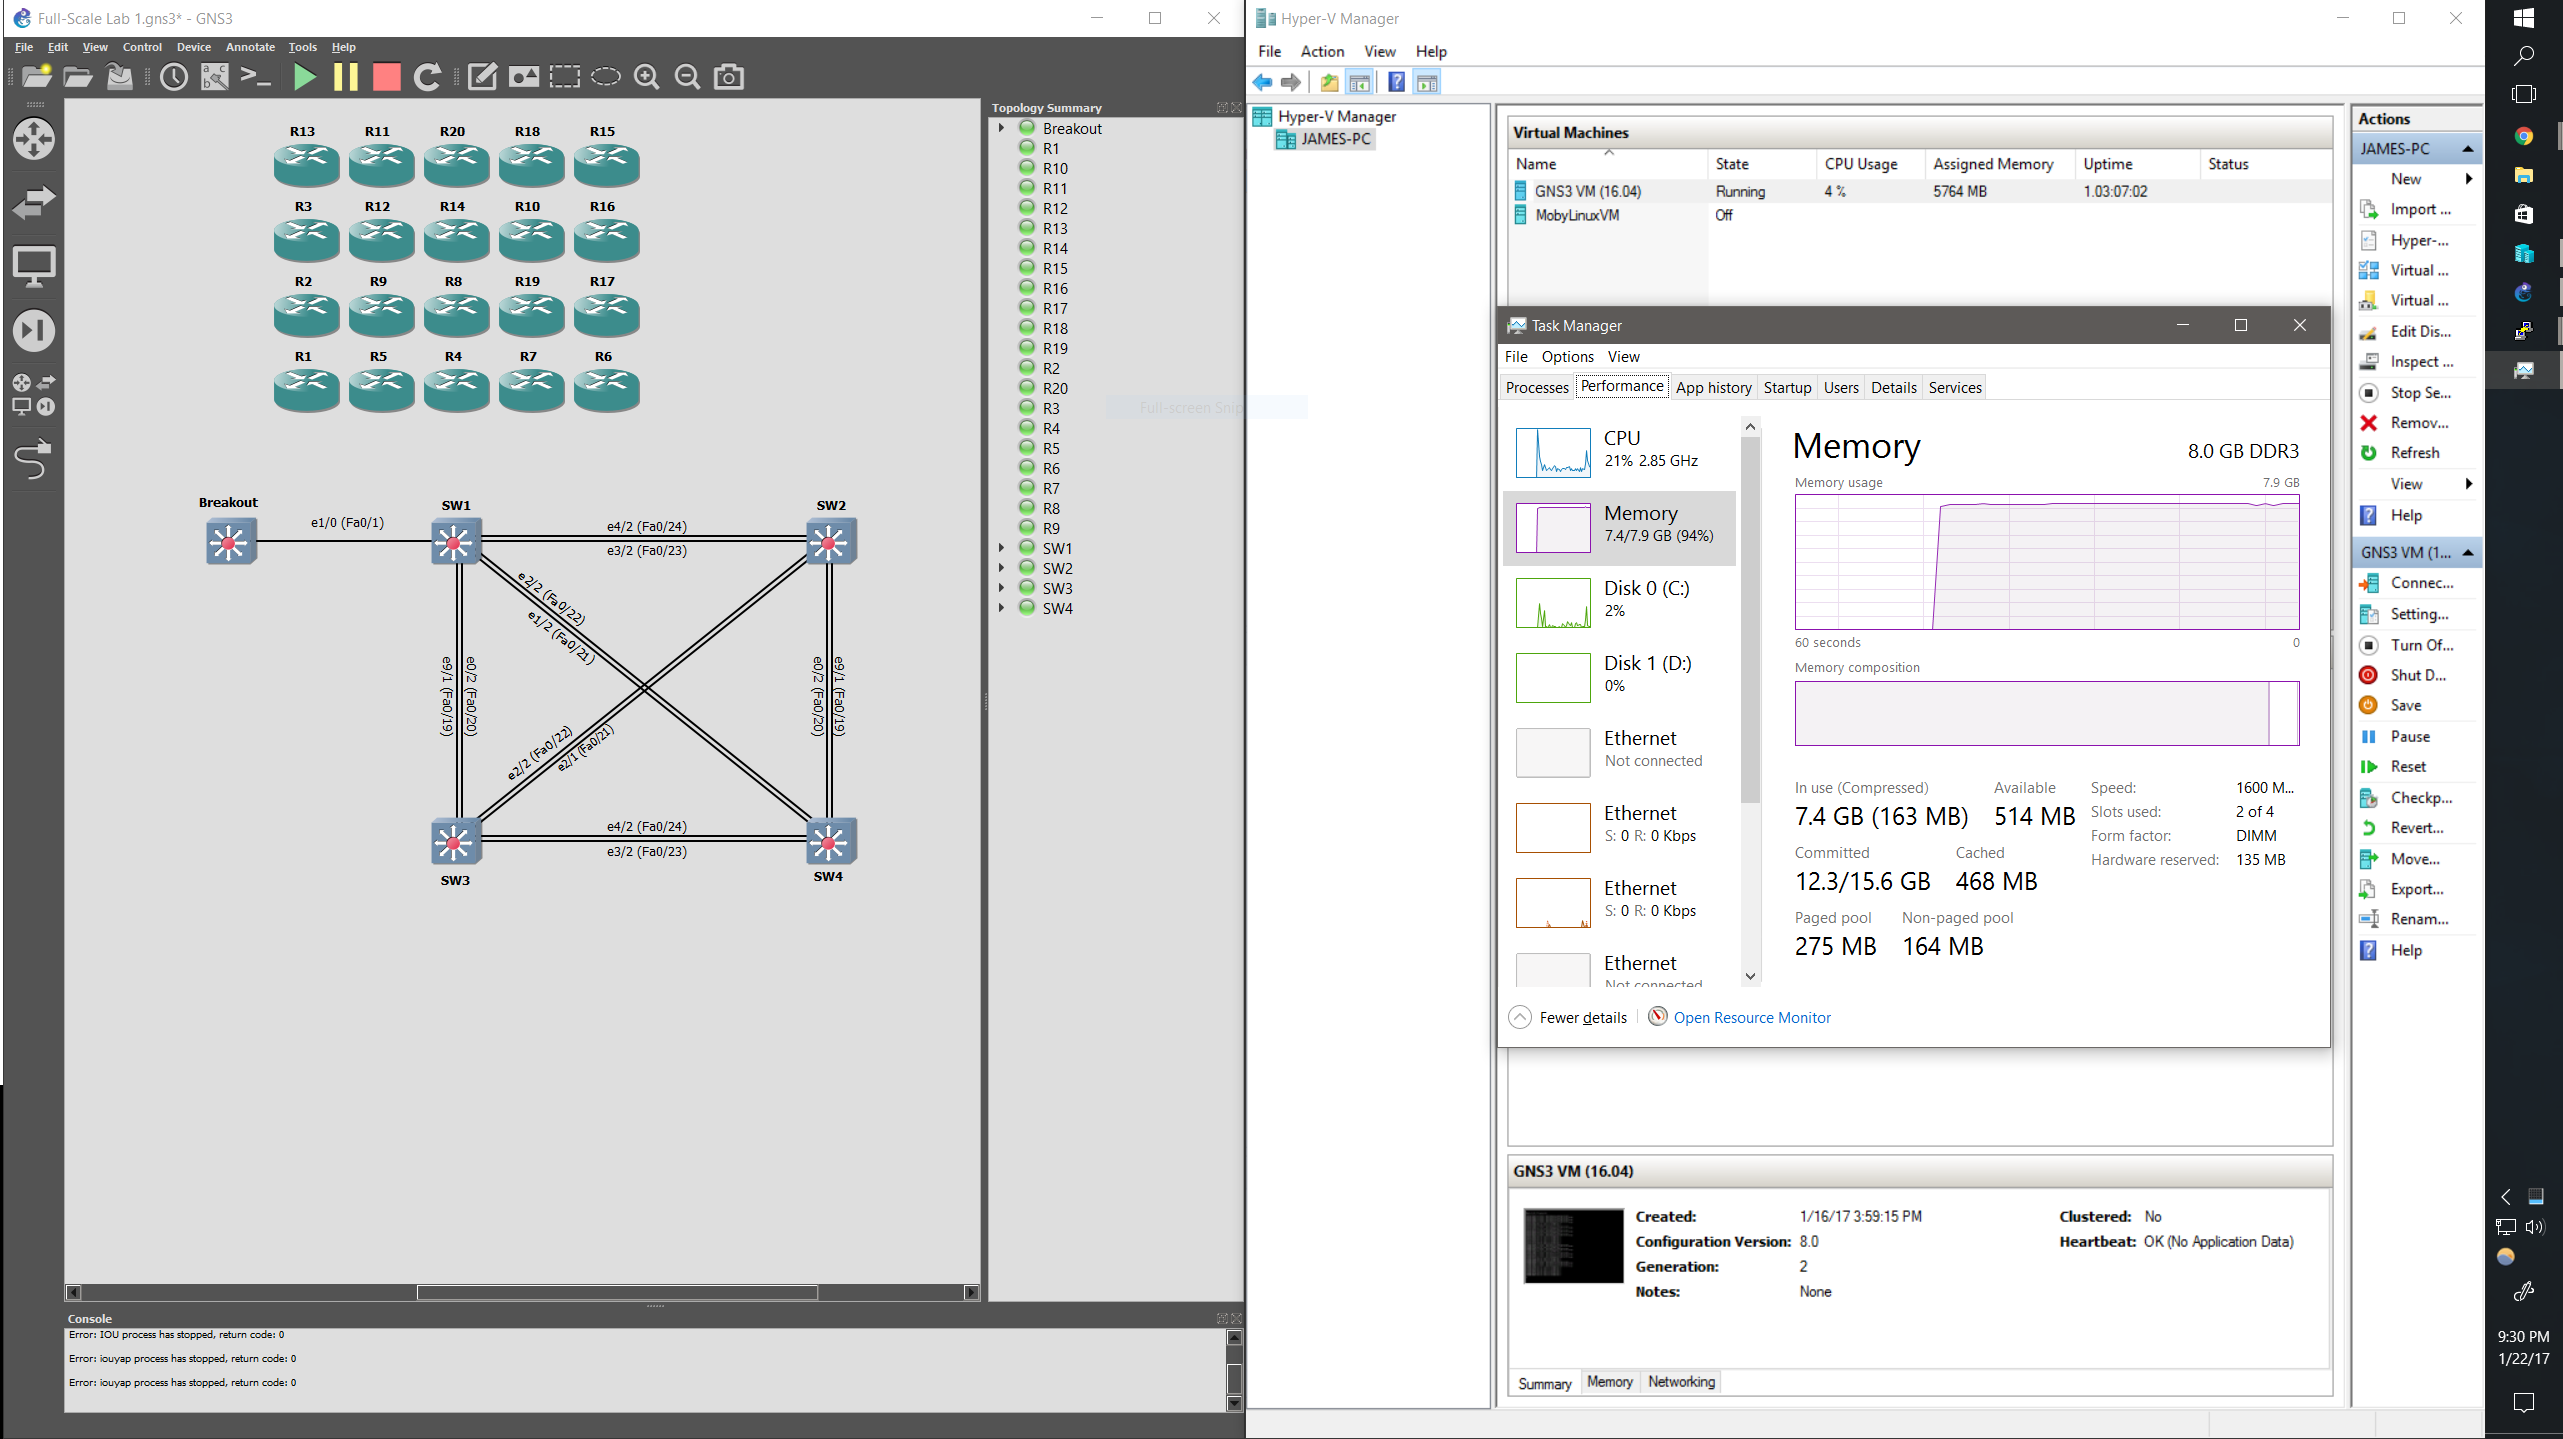 Full-Scale Lab 1.gns3* - GNS3
File Edit View Control Device Annotate Tools Help
R13 R11 R20 R18 R15
R3 R12 R14 R10 R16
R2 R9 R8 R19 R17
R1 R5 R4 R7 R6
Breakout
e1/0 (Fa0/1)
SW1
SW2
e4/2 (Fa0/24)
e3/2 (Fa0/23)
e2/2 (Fa0/22)
e1/2 (Fa0/21)
e9/1 (Fa0/19)
e0/2 (Fa0/20)
e0/2 (Fa0/20)
e9/1 (Fa0/19)
e2/2 (Fa0/22)
e2/1 (Fa0/21)
e4/2 (Fa0/24)
e3/2 (Fa0/23)
SW3
SW4
Topology Summary
Breakout
R1
R10
R11
R12
R13
R14
R15
R16
R17
R18
R19
R2
R20
R3
R4
R5
R6
R7
R8
R9
SW1
SW2
SW3
SW4
Full-screen Snip
Console
Error: IOU process has stopped, return code: 0
Error: iouyap process has stopped, return code: 0
Error: iouyap process has stopped, return code: 0
Hyper-V Manager
File Action View Help
Hyper-V Manager
JAMES-PC
Virtual Machines
Name State CPU Usage Assigned Memory Uptime Status
GNS3 VM (16.04) Running 4 % 5764 MB 1.03:07:02
MobyLinuxVM Off
Task Manager
File Options View
Processes Performance App history Startup Users Details Services
CPU
21% 2.85 GHz
Memory
7.4/7.9 GB (94%)
Disk 0 (C:)
2%
Disk 1 (D:)
0%
Ethernet
Not connected
Ethernet
S: 0 R: 0 Kbps
Ethernet
S: 0 R: 0 Kbps
Ethernet
Not connected
Memory 8.0 GB DDR3
Memory usage 7.9 GB
60 seconds 0
Memory composition
In use (Compressed) Available
7.4 GB (163 MB) 514 MB
Committed Cached
12.3/15.6 GB 468 MB
Paged pool Non-paged pool
275 MB 164 MB
Speed: 1600 M...
Slots used: 2 of 4
Form factor: DIMM
Hardware reserved: 135 MB
Fewer details Open Resource Monitor
GNS3 VM (16.04)
Created: 1/16/17 3:59:15 PM
Configuration Version: 8.0
Generation: 2
Notes: None
Clustered: No
Heartbeat: OK (No Application Data)
Summary Memory Networking
Actions
JAMES-PC
New
Import ...
Hyper-...
Virtual ...
Virtual ...
Edit Dis...
Inspect ...
Stop Se...
Remov...
Refresh
View
Help
GNS3 VM (1...
Connec...
Setting...
Turn Of...
Shut D...
Save
Pause
Reset
Checkp...
Revert...
Move...
Export...
Renam...
Help
9:30 PM
1/22/17